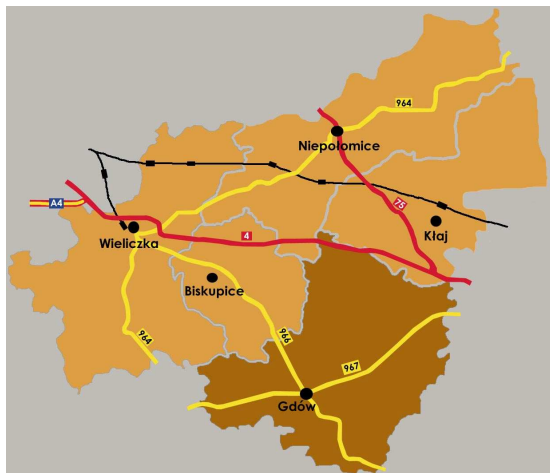 964
Niepołomice
A4
75
Kłaj
Wieliczka
4
Biskupice
964
966
967
Gdów